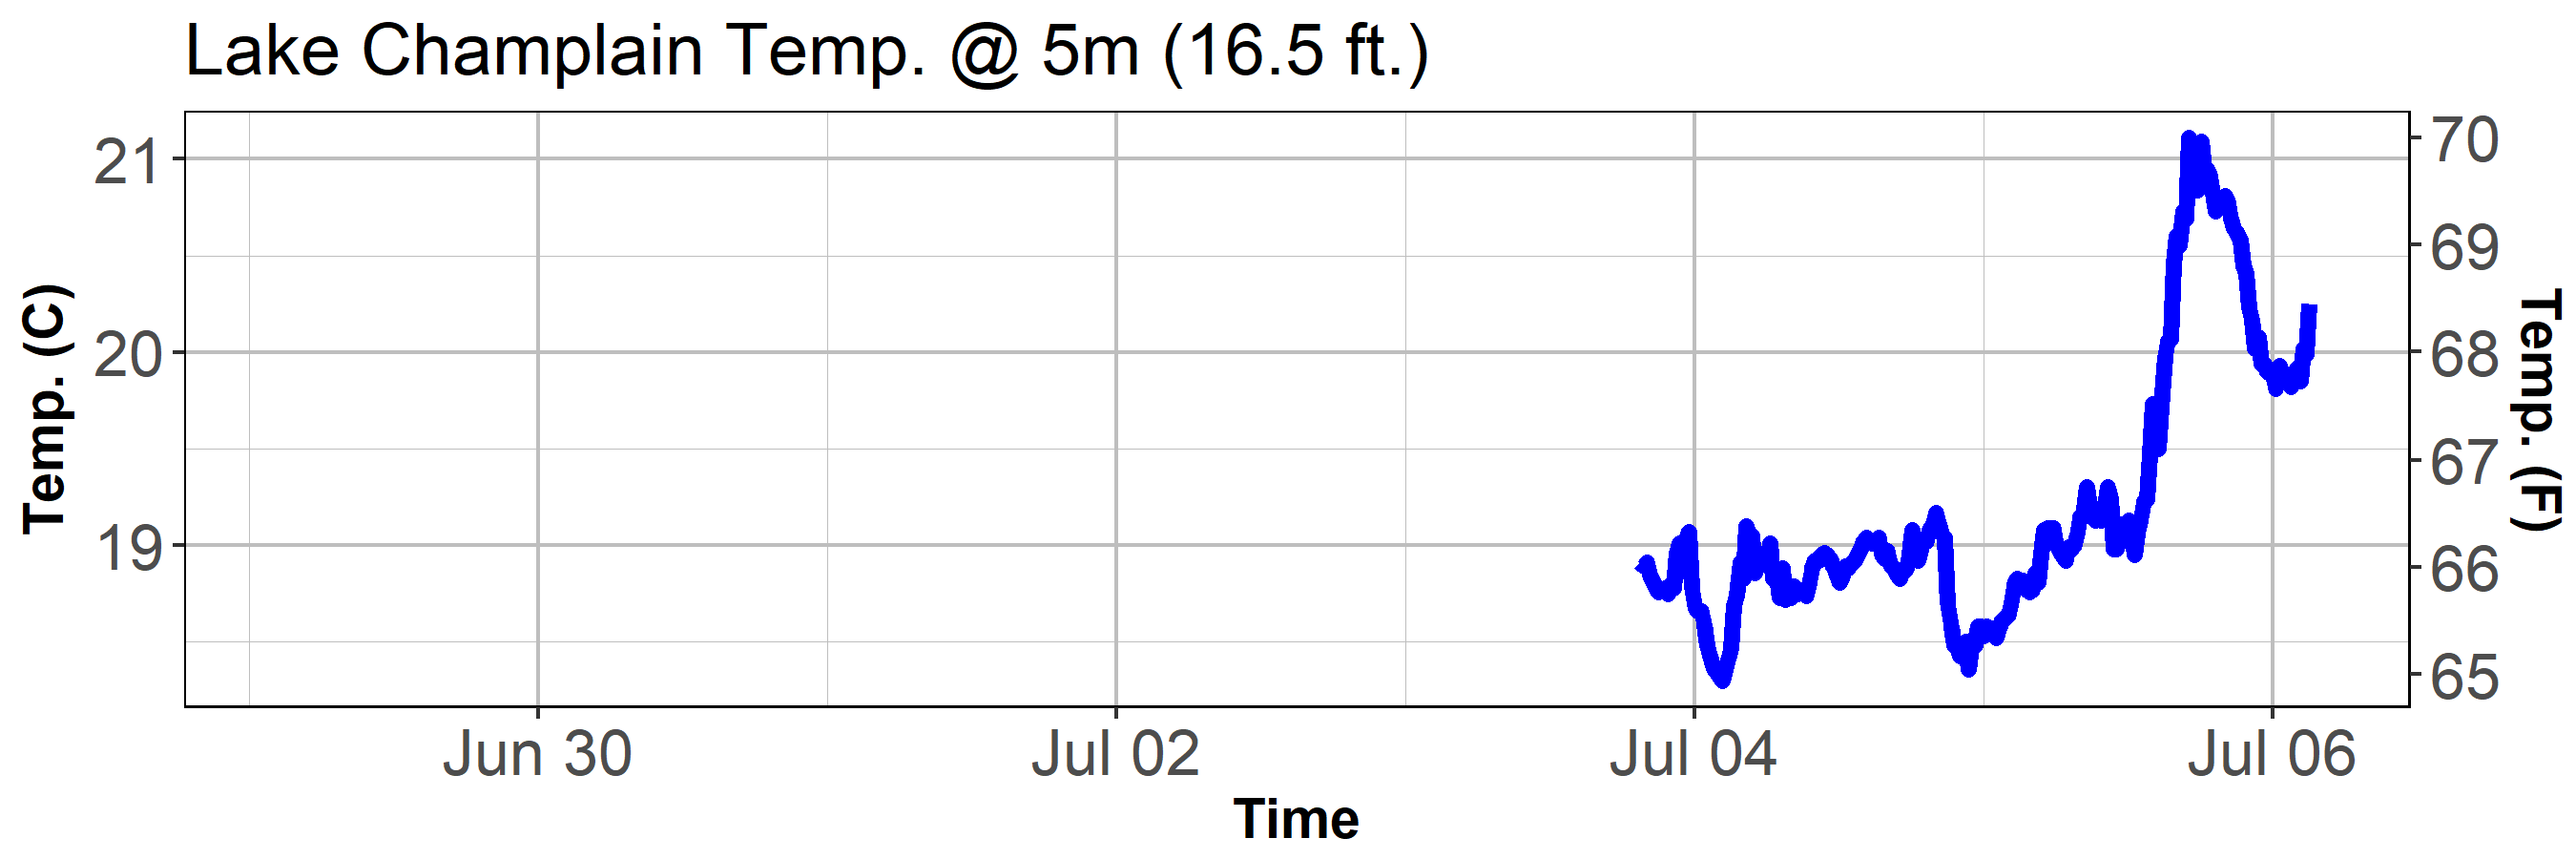 Lake Champlain Temp. @ 5m (16.5 ft.)
Temp. (C)
21
20
19
70
69
68
67
66
65
Temp. (F)
Jun 30
Jul 02
Jul 04
Jul 06
Time